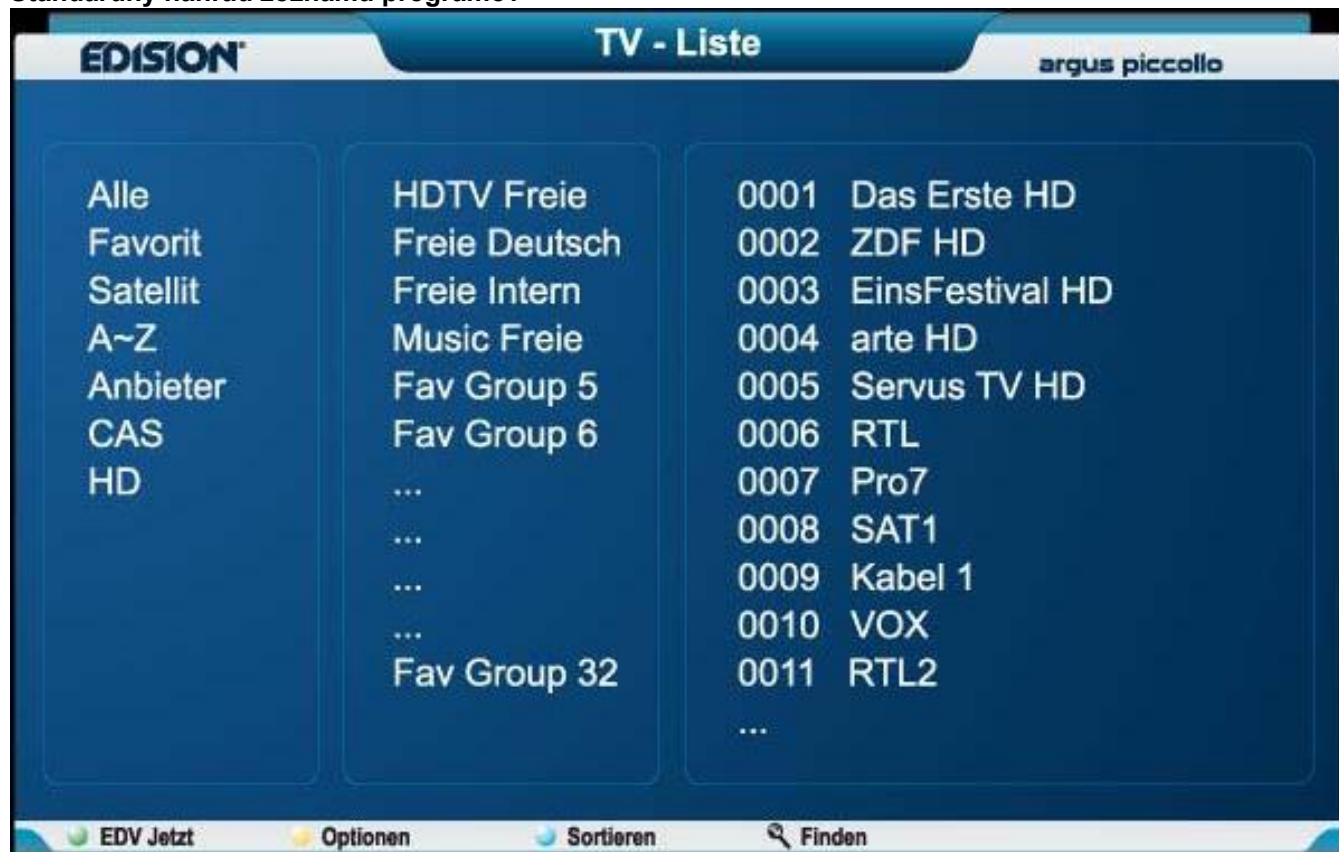 TV - Liste
EDISION
argus piccollo
Alle
Favorit
Satellit
A~Z
Anbieter
CAS
HD
HDTV Freie
Freie Deutsch
Freie Intern
Music Freie
Fav Group 5
Fav Group 6
...
...
...
...
Fav Group 32
0001 Das Erste HD
0002 ZDF HD
0003 EinsFestival HD
0004 arte HD
0005 Servus TV HD
0006 RTL
0007 Pro7
0008 SAT1
0009 Kabel 1
0010 VOX
0011 RTL2
...
EDV Jetzt Optionen Sortieren Finden